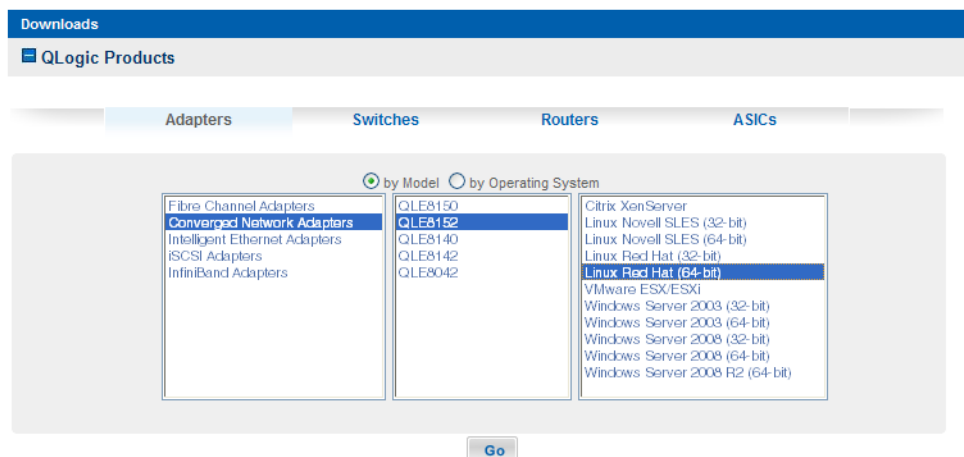 Downloads
QLogic Products
Adapters
Switches
Routers
ASICs
by Model
by Operating System
Fibre Channel Adapters
Converged Network Adapters
Intelligent Ethernet Adapters
iSCSI Adapters
InfiniBand Adapters
QLE8150
QLE8152
QLE8140
QLE8142
QLE8042
Citrix XenServer
Linux Novell SLES (32-bit)
Linux Novell SLES (64-bit)
Linux Red Hat (32-bit)
Linux Red Hat (64-bit)
VMware ESX/ESXi
Windows Server 2003 (32-bit)
Windows Server 2003 (64-bit)
Windows Server 2008 (32-bit)
Windows Server 2008 (64-bit)
Windows Server 2008 R2 (64-bit)
Go